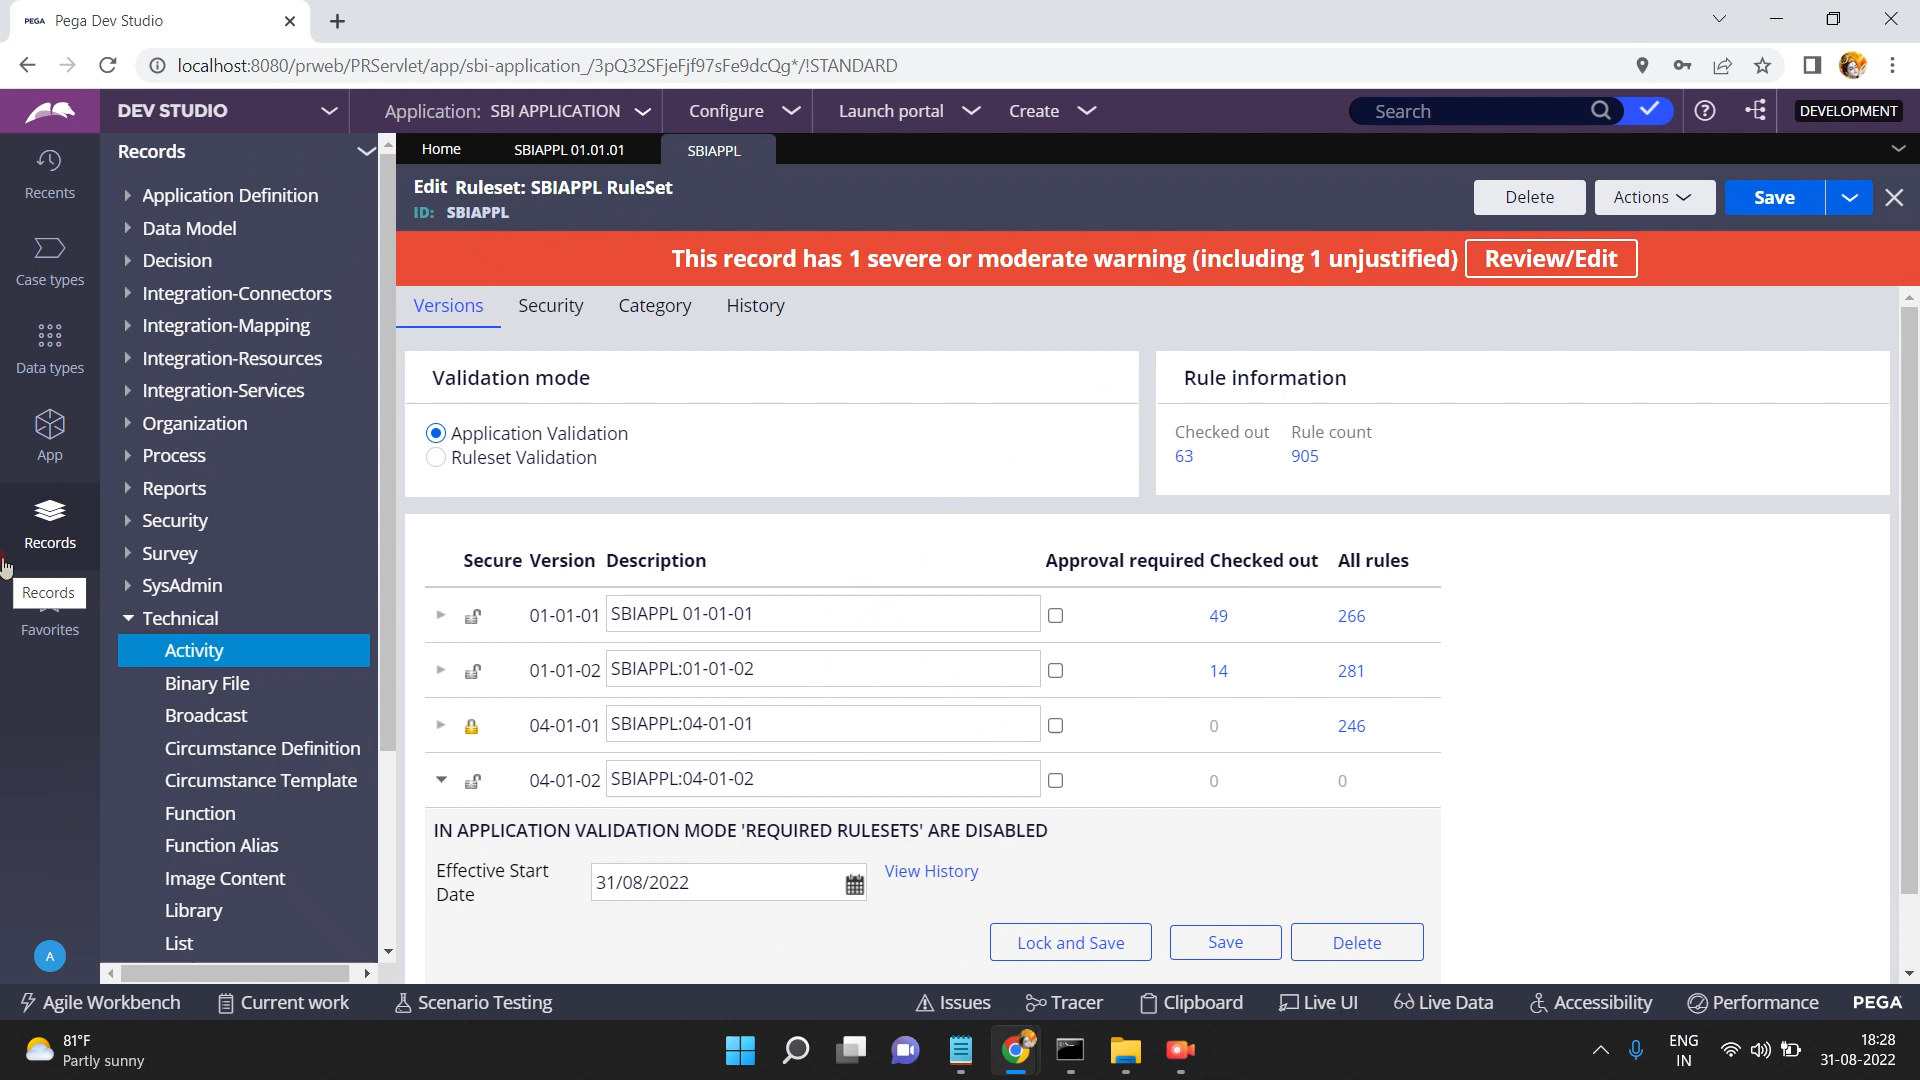 PEGA Pega Dev Studio
localhost:8080/prweb/PRServlet/app/sbi-application_/3pQ32SFjeFjf97sFe9dcQg*/!STANDARD
DEV STUDIO
Application: SBI APPLICATION
Configure
Launch portal
Create
Search
DEVELOPMENT
Recents
Case types
Data types
App
Records
Records
Favorites
A
Records
Application Definition
Data Model
Decision
Integration-Connectors
Integration-Mapping
Integration-Resources
Integration-Services
Organization
Process
Reports
Security
Survey
SysAdmin
Technical
Activity
Binary File
Broadcast
Circumstance Definition
Circumstance Template
Function
Function Alias
Image Content
Library
List
Home
SBIAPPL 01.01.01
SBIAPPL
Edit Ruleset: SBIAPPL RuleSet
ID: SBIAPPL
Delete
Actions
Save
This record has 1 severe or moderate warning (including 1 unjustified)
Review/Edit
Versions
Security
Category
History
Validation mode
Application Validation
Ruleset Validation
Rule information
Checked out Rule count
63 905
Secure Version Description Approval required Checked out All rules
01-01-01 SBIAPPL 01-01-01 49 266
01-01-02 SBIAPPL:01-01-02 14 281
04-01-01 SBIAPPL:04-01-01 0 246
04-01-02 SBIAPPL:04-01-02 0 0
IN APPLICATION VALIDATION MODE 'REQUIRED RULESETS' ARE DISABLED
Effective Start
Date
31/08/2022
View History
Lock and Save
Save
Delete
Agile Workbench
Current work
Scenario Testing
Issues
Tracer
Clipboard
Live UI
Live Data
Accessibility
Performance
PEGA
81°F
Partly sunny
ENG
IN
18:28
31-08-2022